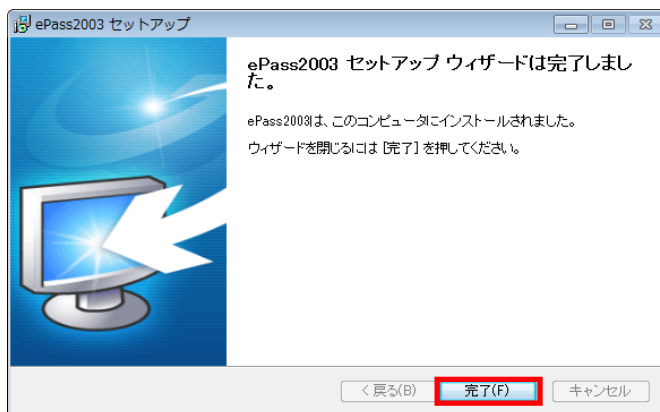 ePass2003 セットアップ
ePass2003 セットアップ ウィザードは完了しまし
た。
ePass2003は、このコンピュータにインストールされました。
ウィザードを閉じるには [完了] を押してください。
< 戻る(B) 完了(F) キャンセル